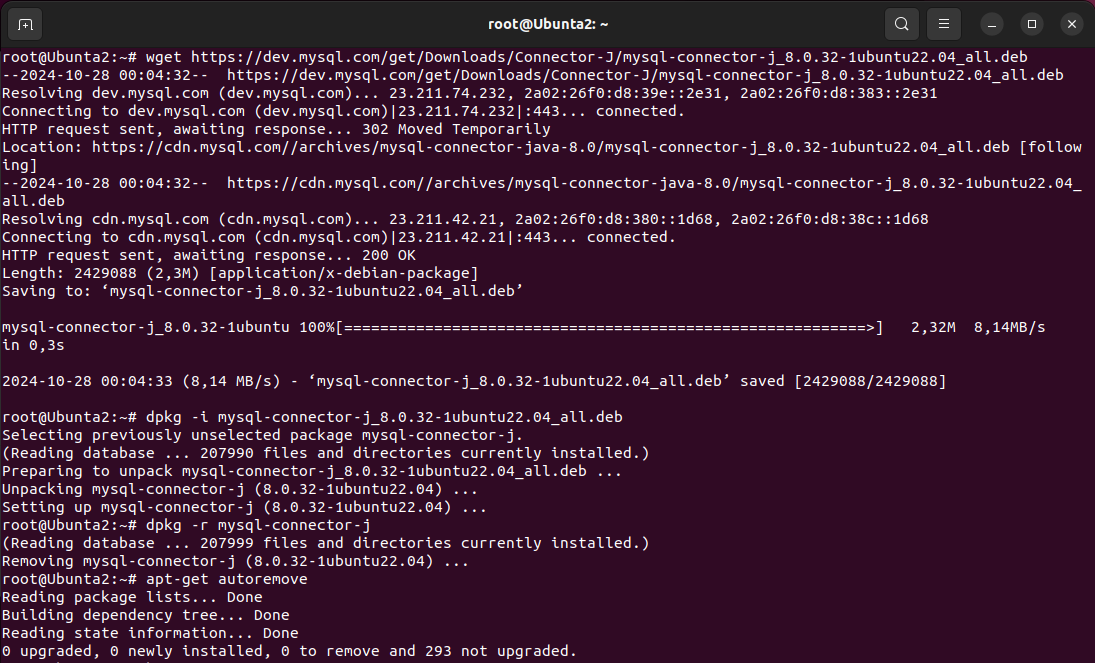 root@Ubunta2: ~
root@Ubunta2:~# wget https://dev.mysql.com/get/Downloads/Connector-J/mysql-connector-j_8.0.32-1ubuntu22.04_all.deb
--2024-10-28 00:04:32--  https://dev.mysql.com/get/Downloads/Connector-J/mysql-connector-j_8.0.32-1ubuntu22.04_all.deb
Resolving dev.mysql.com (dev.mysql.com)... 23.211.74.232, 2a02:26f0:d8:39e::2e31, 2a02:26f0:d8:383::2e31
Connecting to dev.mysql.com (dev.mysql.com)|23.211.74.232|:443... connected.
HTTP request sent, awaiting response... 302 Moved Temporarily
Location: https://cdn.mysql.com//archives/mysql-connector-java-8.0/mysql-connector-j_8.0.32-1ubuntu22.04_all.deb [follow
ing]
--2024-10-28 00:04:32--  https://cdn.mysql.com//archives/mysql-connector-java-8.0/mysql-connector-j_8.0.32-1ubuntu22.04_
all.deb
Resolving cdn.mysql.com (cdn.mysql.com)... 23.211.42.21, 2a02:26f0:d8:380::1d68, 2a02:26f0:d8:38c::1d68
Connecting to cdn.mysql.com (cdn.mysql.com)|23.211.42.21|:443... connected.
HTTP request sent, awaiting response... 200 OK
Length: 2429088 (2,3M) [application/x-debian-package]
Saving to: ‘mysql-connector-j_8.0.32-1ubuntu22.04_all.deb’
mysql-connector-j_8.0.32-1ubuntu 100%[==========================================================>]   2,32M  8,14MB/s
in 0,3s
2024-10-28 00:04:33 (8,14 MB/s) - ‘mysql-connector-j_8.0.32-1ubuntu22.04_all.deb’ saved [2429088/2429088]
root@Ubunta2:~# dpkg -i mysql-connector-j_8.0.32-1ubuntu22.04_all.deb
Selecting previously unselected package mysql-connector-j.
(Reading database ... 207990 files and directories currently installed.)
Preparing to unpack mysql-connector-j_8.0.32-1ubuntu22.04_all.deb ...
Unpacking mysql-connector-j (8.0.32-1ubuntu22.04) ...
Setting up mysql-connector-j (8.0.32-1ubuntu22.04) ...
root@Ubunta2:~# dpkg -r mysql-connector-j
(Reading database ... 207999 files and directories currently installed.)
Removing mysql-connector-j (8.0.32-1ubuntu22.04) ...
root@Ubunta2:~# apt-get autoremove
Reading package lists... Done
Building dependency tree... Done
Reading state information... Done
0 upgraded, 0 newly installed, 0 to remove and 293 not upgraded.